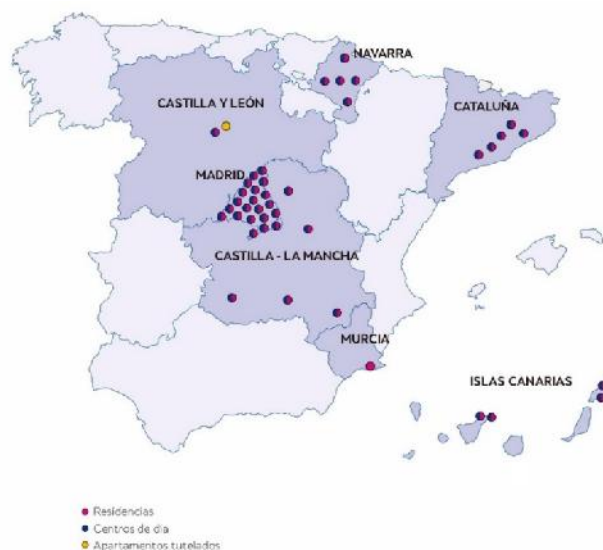 NAVARRA
CASTILLA Y LEÓN
CATALUÑA
MADRID
CASTILLA - LA MANCHA
MURCIA
ISLAS CANARIAS
Residencias
Centros de día
Apartamentos tutelados